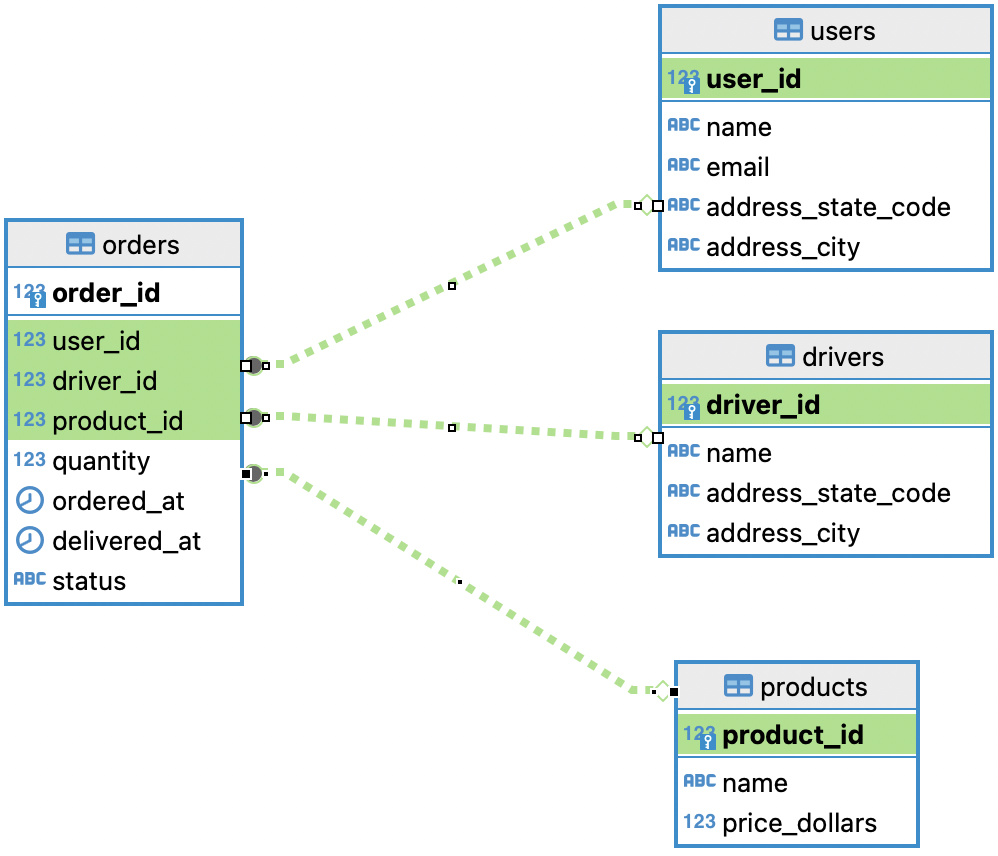 orders
123 order_id
123 user_id
123 driver_id
123 product_id
123 quantity
ordered_at
delivered_at
ABC status
users
123 user_id
ABC name
ABC email
ABC address_state_code
ABC address_city
drivers
123 driver_id
ABC name
ABC address_state_code
ABC address_city
products
123 product_id
ABC name
123 price_dollars